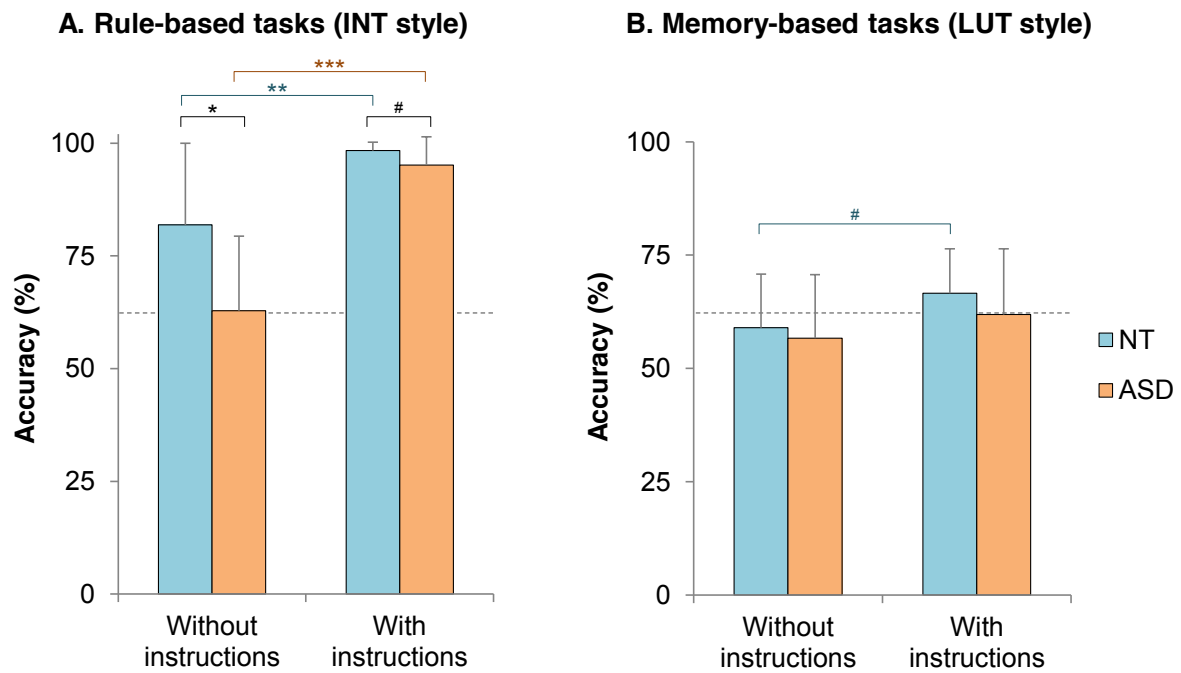 A. Rule-based tasks (INT style)
***
**
*
#
100
75
50
25
0
Accuracy (%)
Without
instructions
With
instructions
B. Memory-based tasks (LUT style)
#
100
75
50
25
0
Accuracy (%)
Without
instructions
With
instructions
NT
ASD